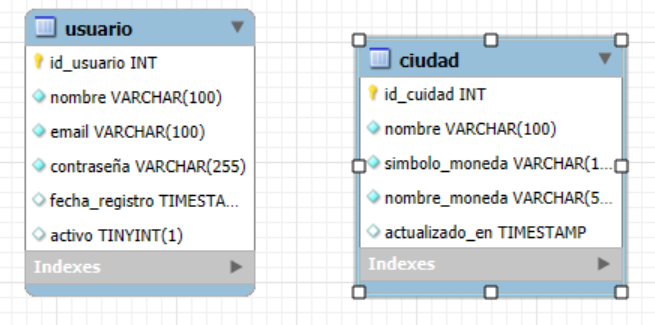 usuario
id_usuario INT
nombre VARCHAR(100)
email VARCHAR(100)
contraseña VARCHAR(255)
fecha_registro TIMESTA...
activo TINYINT(1)
Indexes
ciudad
id_cuidad INT
nombre VARCHAR(100)
simbolo_moneda VARCHAR(1...
nombre_moneda VARCHAR(5...
actualizado_en TIMESTAMP
Indexes